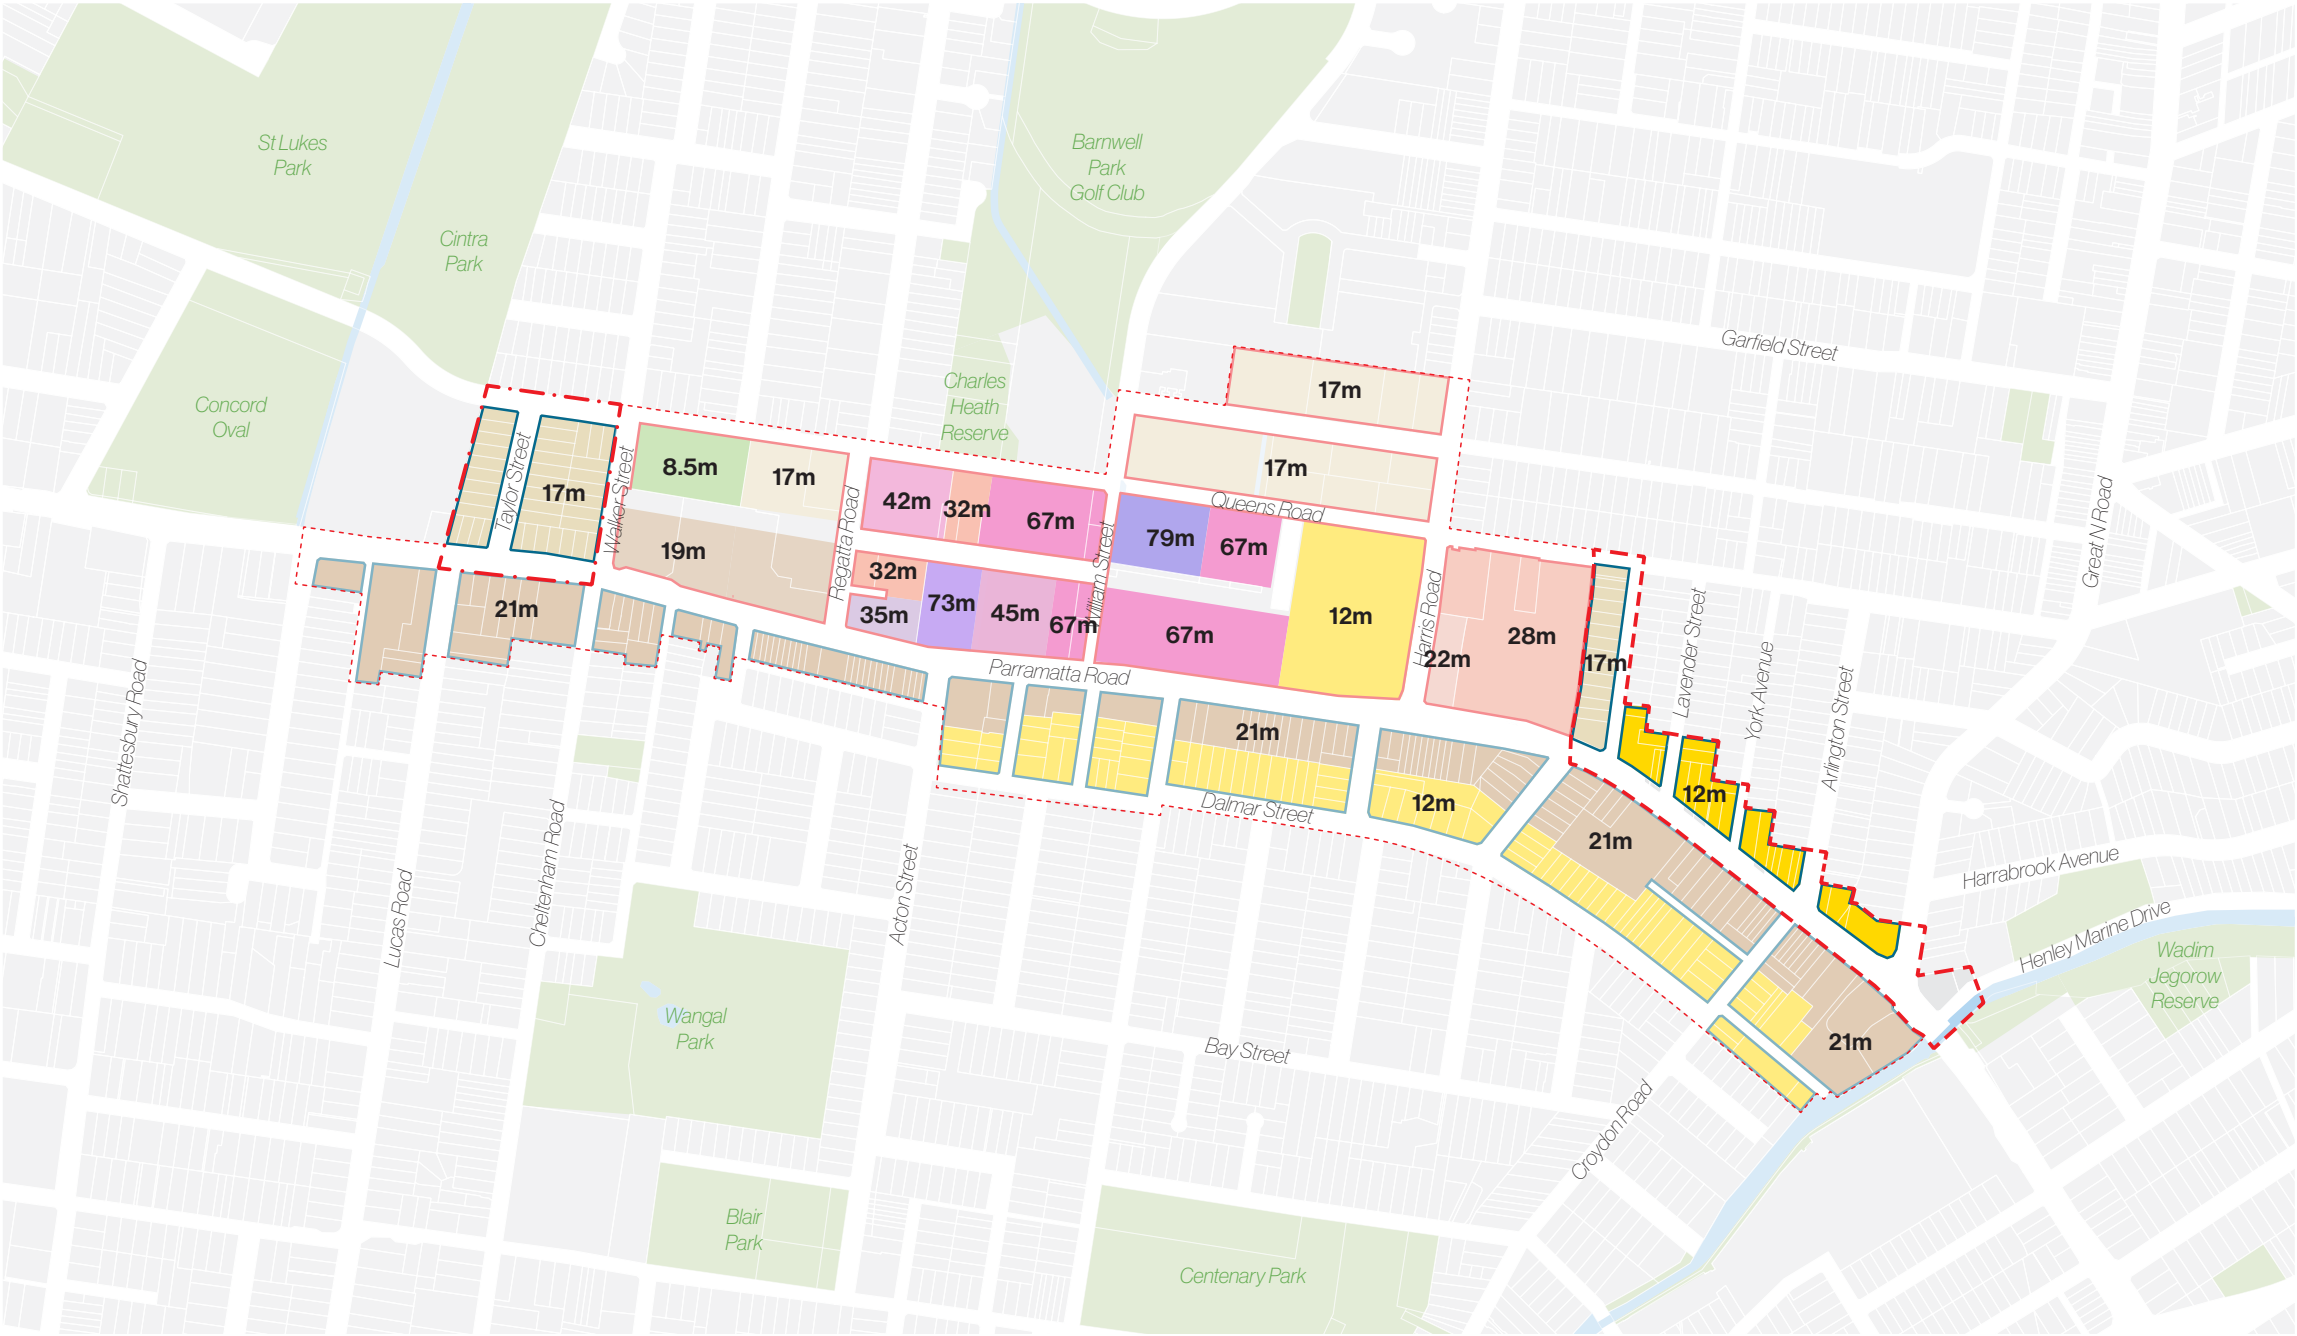 St Lukes
Park
Barnwell
Park
Golf Club
Cintra
Park
Garfield Street
Concord
Oval
Charles
Heath
Reserve
17m
Taylor Street
17m
Walker Street
8.5m
17m
Regatta Road
42m
32m
67m
17m
Queens Road
William Street
79m
67m
Great N Road
19m
32m
35m
73m
45m
67m
67m
12m
Harris Road
22m
28m
17m
21m
Parramatta Road
Lavender Street
York Avenue
Arlington Street
Shattesbury Road
21m
12m
Dalmar Street
12m
21m
Harrabrook Avenue
Henley Marine Drive
Wadim
Jegorow
Reserve
Lucas Road
Cheltenham Road
Acton Street
Wangal
Park
Bay Street
21m
Croydon Road
Blair
Park
Centenary Park